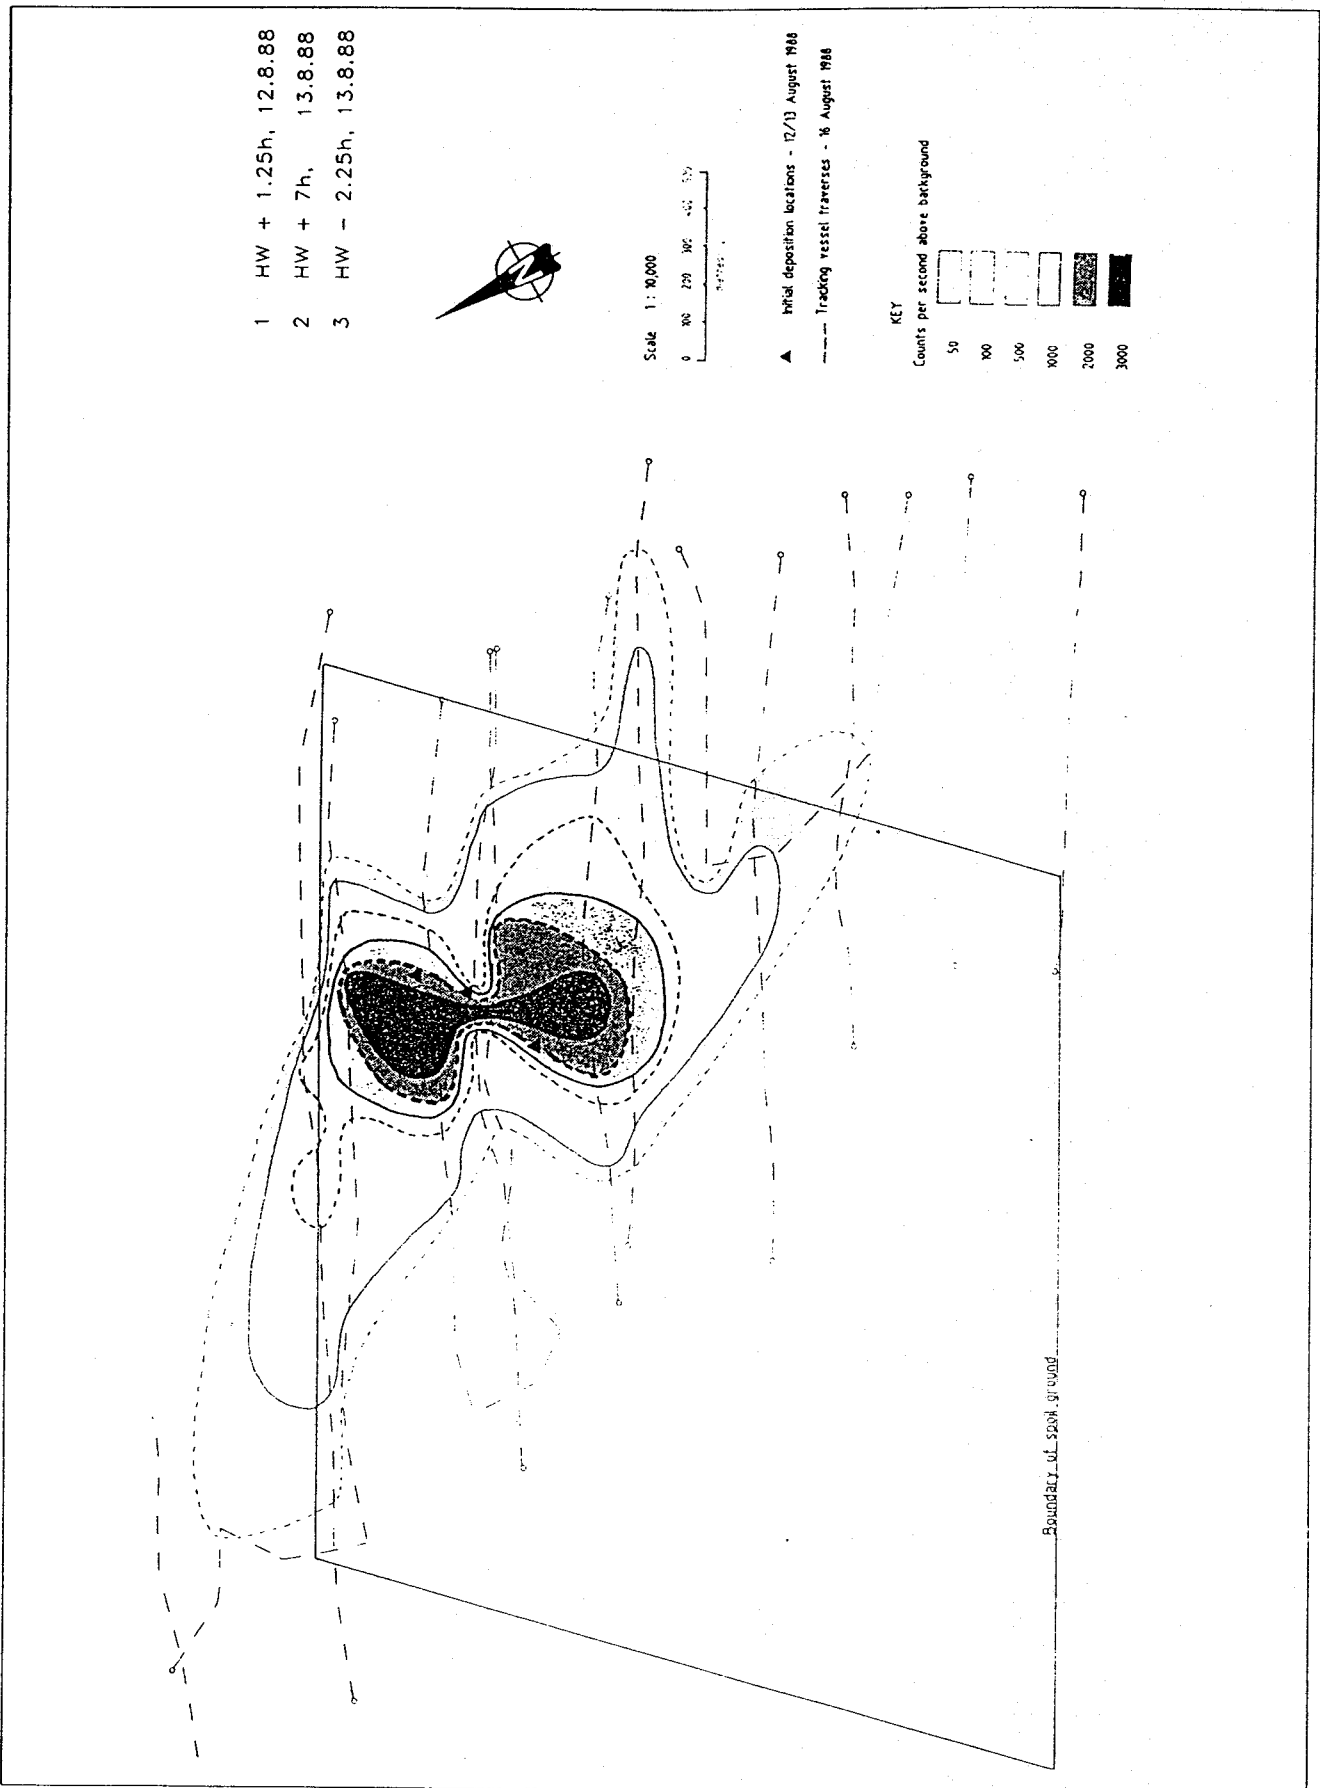 1 HW + 1.25h, 12.8.88
2 HW + 7h, 13.8.88
3 HW - 2.25h, 13.8.88
N
Scale 1 : 10,000
0 100 200 300 400 500
metres
▲ Initial deposition locations - 12/13 August 1988
--- Tracking vessel traverses - 16 August 1988
KEY
Counts per second above background
50
100
500
1000
2000
3000
Boundary of spoil ground